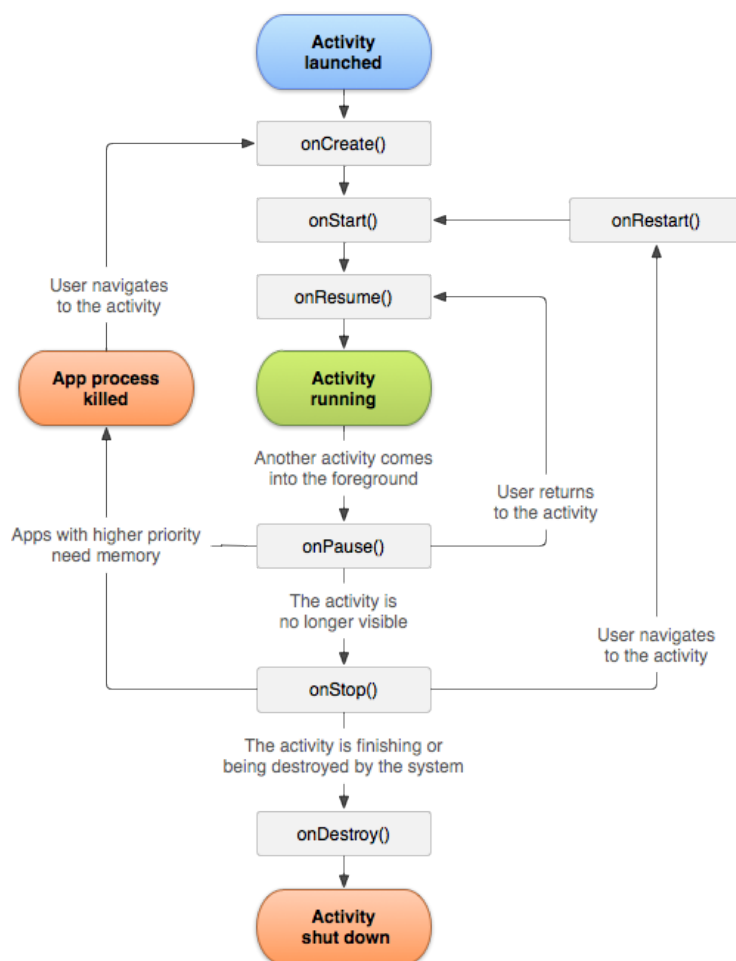 Activity
launched
onCreate()
onStart()
onRestart()
User navigates
to the activity
onResume()
App process
killed
Activity
running
Another activity comes
into the foreground
User returns
to the activity
Apps with higher priority
need memory
onPause()
The activity is
no longer visible
User navigates
to the activity
onStop()
The activity is finishing or
being destroyed by the system
onDestroy()
Activity
shut down